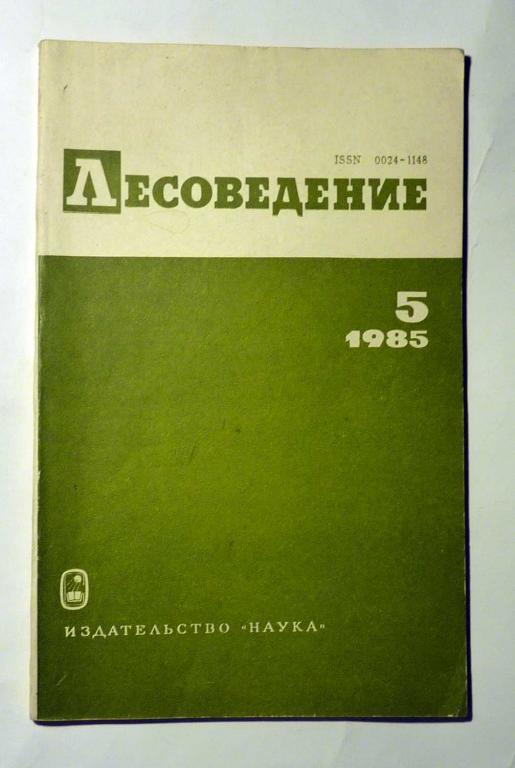 ISSN 0024-1148
ЛЕСОВЕДЕНИЕ
5
1985
ИЗДАТЕЛЬСТВО «НАУКА»